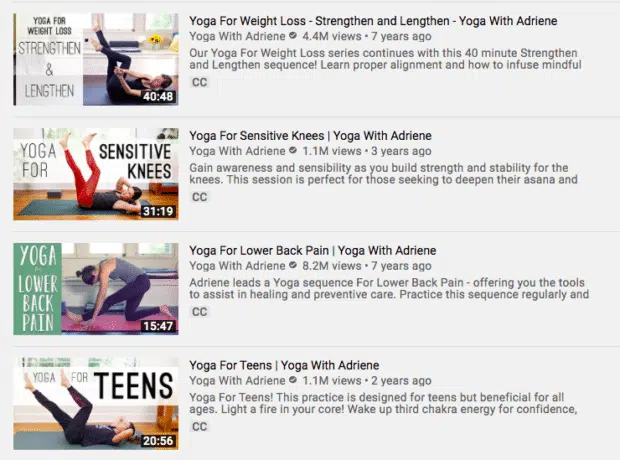 YOGA FOR
WEIGHT LOSS
STRENGTHEN
&
LENGTHEN
40:48
Yoga For Weight Loss - Strengthen and Lengthen - Yoga With Adriene
Yoga With Adriene 4.4M views • 7 years ago
Our Yoga For Weight Loss series continues with this 40 minute Strengthen
and Lengthen sequence! Learn proper alignment and how to infuse mindful
CC
YOGA
FOR
SENSITIVE
KNEES
31:19
Yoga For Sensitive Knees | Yoga With Adriene
Yoga With Adriene 1.1M views • 3 years ago
Gain awareness and sensibility as you build strength and stability for the
knees. This session is perfect for those seeking to deepen their asana and
CC
YOGA
for
LOWER
BACK
PAIN
15:47
Yoga For Lower Back Pain | Yoga With Adriene
Yoga With Adriene 8.2M views • 7 years ago
Adriene leads a Yoga sequence For Lower Back Pain - offering you the tools
to assist in healing and preventive care. Practice this sequence regularly and
CC
YOGA FOR
TEENS
20:56
Yoga For Teens | Yoga With Adriene
Yoga With Adriene 1.1M views • 2 years ago
Yoga For Teens! This practice is designed for teens but beneficial for all
ages. Light a fire in your core! Wake up third chakra energy for confidence,
CC